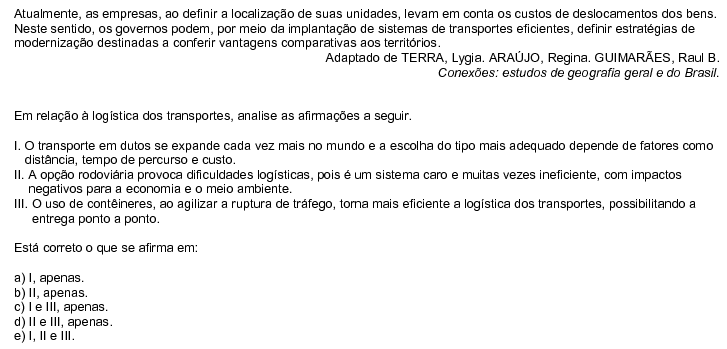 Atualmente, as empresas, ao definir a localização de suas unidades, levam em conta os custos de deslocamentos dos bens.
Neste sentido, os governos podem, por meio da implantação de sistemas de transportes eficientes, definir estratégias de
modernização destinadas a conferir vantagens comparativas aos territórios.
Adaptado de TERRA, Lygia. ARAÚJO, Regina. GUIMARÃES, Raul B.
Conexões: estudos de geografia geral e do Brasil.
Em relação à logística dos transportes, analise as afirmações a seguir.
I. O transporte em dutos se expande cada vez mais no mundo e a escolha do tipo mais adequado depende de fatores como
distância, tempo de percurso e custo.
II. A opção rodoviária provoca dificuldades logísticas, pois é um sistema caro e muitas vezes ineficiente, com impactos
negativos para a economia e o meio ambiente.
III. O uso de contêineres, ao agilizar a ruptura de tráfego, torna mais eficiente a logística dos transportes, possibilitando a
entrega ponto a ponto.
Está correto o que se afirma em:
a) I, apenas.
b) II, apenas.
c) I e III, apenas.
d) II e III, apenas.
e) I, II e III.